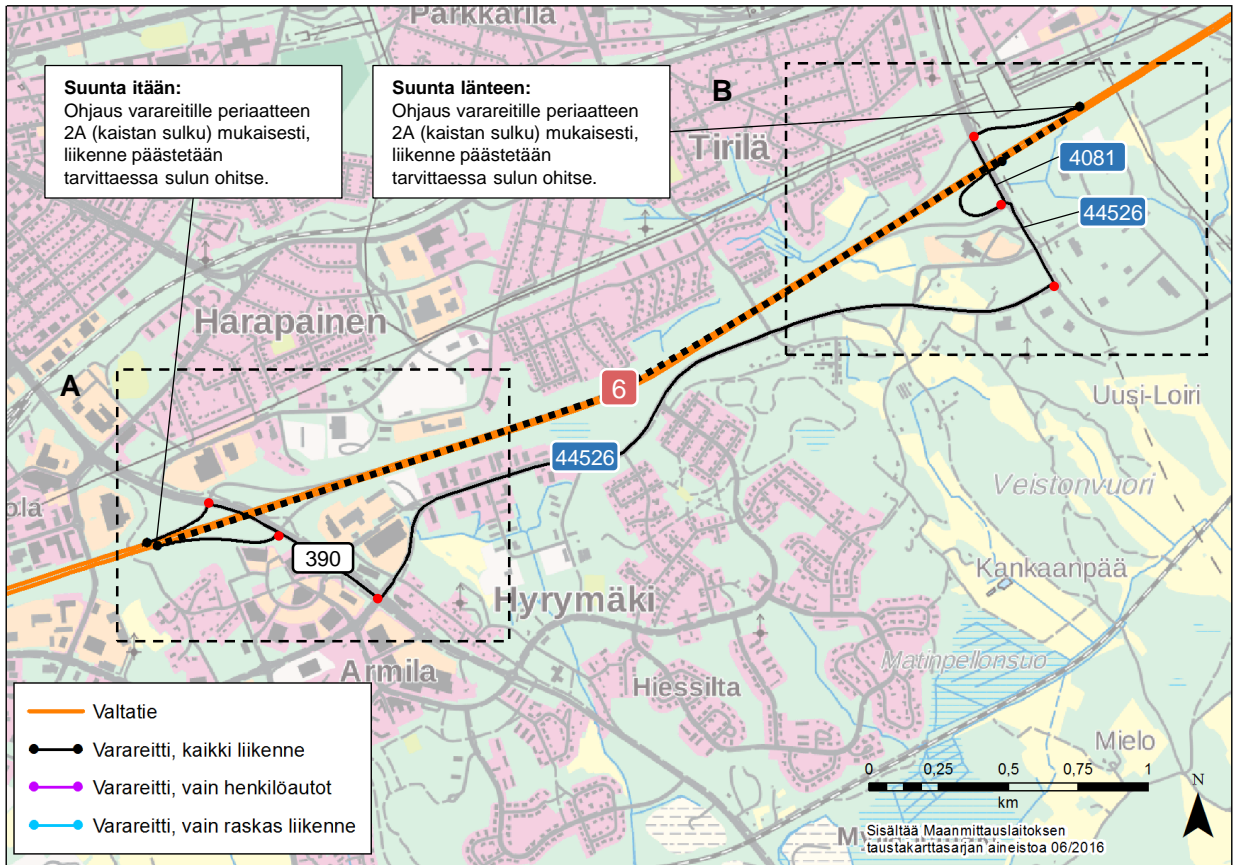 Parkkarila
Suunta itään:
Ohjaus varareitille periaatteen
2A (kaistan sulku) mukaisesti,
liikenne päästetään
tarvittaessa sulun ohitse.
Suunta länteen:
Ohjaus varareitille periaatteen
2A (kaistan sulku) mukaisesti,
liikenne päästetään
tarvittaessa sulun ohitse.
B
Tirilä
4081
44526
Harapainen
A
6
Uusi-Loiri
44526
Veistonvuori
ola
390
Kankaanpää
Hyrymäki
Armila
Matinpellonsuo
Hiessilta
Mielo
Valtatie
Varareitti, kaikki liikenne
Varareitti, vain henkilöautot
Varareitti, vain raskas liikenne
0 0,25 0,5 0,75 1
km
N
Sisältää Maanmittauslaitoksen
taustakarttasarjan aineistoa 06/2016